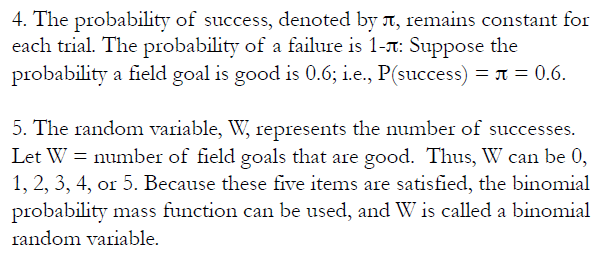 4. The probability of success, denoted by π, remains constant for
each trial. The probability of a failure is 1-π: Suppose the
probability a field goal is good is 0.6; i.e., P(success) = π = 0.6.
5. The random variable, W, represents the number of successes.
Let W = number of field goals that are good. Thus, W can be 0,
1, 2, 3, 4, or 5. Because these five items are satisfied, the binomial
probability mass function can be used, and W is called a binomial
random variable.